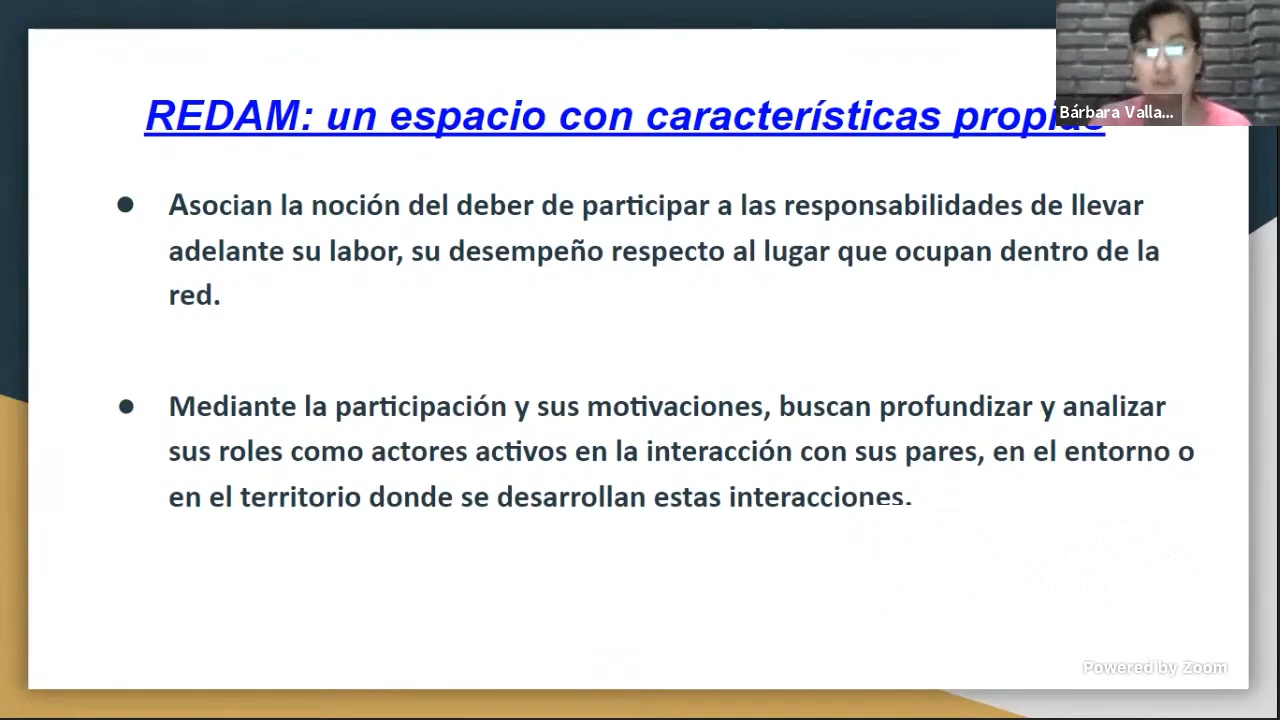 REDAM: un espacio con características propias
Bárbara Valla...
● Asocian la noción del deber de participar a las responsabilidades de llevar
adelante su labor, su desempeño respecto al lugar que ocupan dentro de la
red.
● Mediante la participación y sus motivaciones, buscan profundizar y analizar
sus roles como actores activos en la interacción con sus pares, en el entorno o
en el territorio donde se desarrollan estas interacciones.
Powered by Zoom